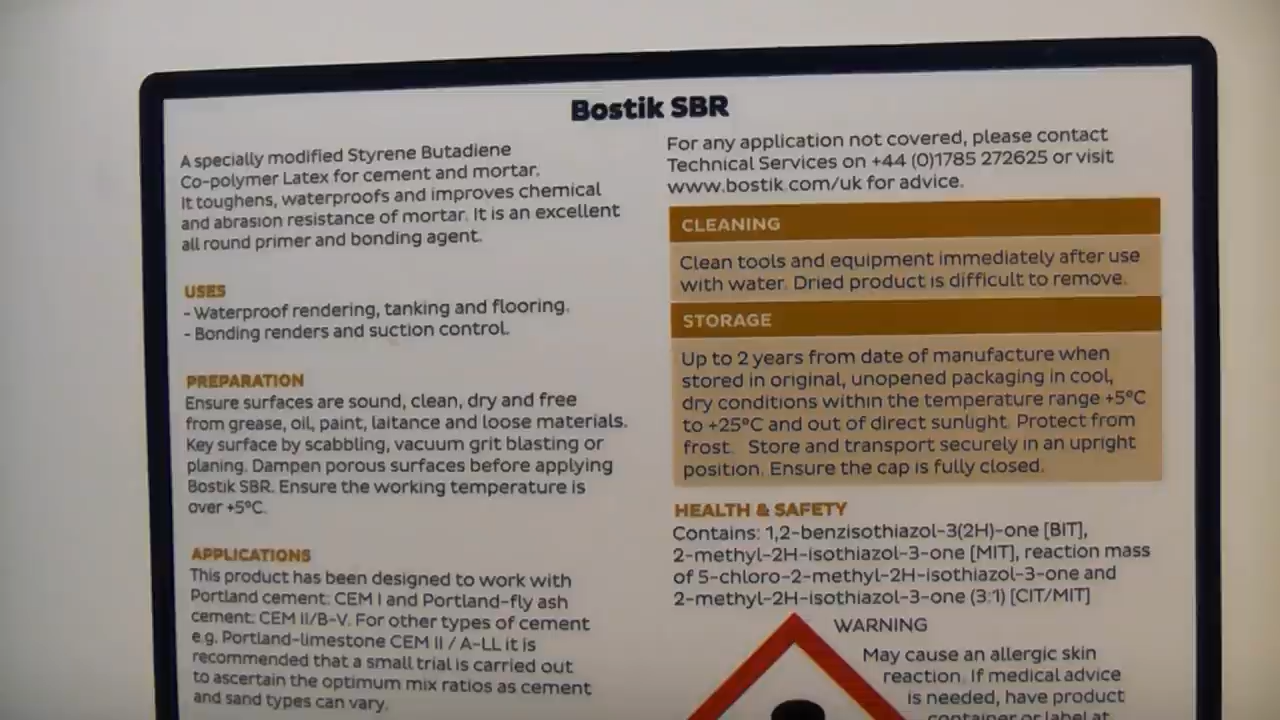 Bostik SBR
A specially modified Styrene Butadiene
Co-polymer Latex for cement and mortar.
It toughens, waterproofs and improves chemical
and abrasion resistance of mortar. It is an excellent
all round primer and bonding agent.
USES
- Waterproof rendering, tanking and flooring.
- Bonding renders and suction control.
PREPARATION
Ensure surfaces are sound, clean, dry and free
from grease, oil, paint, laitance and loose materials.
Key surface by scabbling, vacuum grit blasting or
planing. Dampen porous surfaces before applying
Bostik SBR. Ensure the working temperature is
over +5°C.
APPLICATIONS
This product has been designed to work with
Portland cement: CEM I and Portland-fly ash
cement: CEM II/B-V. For other types of cement
e.g. Portland-limestone CEM II / A-LL it is
recommended that a small trial is carried out
to ascertain the optimum mix ratios as cement
and sand types can vary.
For any application not covered, please contact
Technical Services on +44 (0)1785 272625 or visit
www.bostik.com/uk for advice.
CLEANING
Clean tools and equipment immediately after use
with water. Dried product is difficult to remove.
STORAGE
Up to 2 years from date of manufacture when
stored in original, unopened packaging in cool,
dry conditions within the temperature range +5°C
to +25°C and out of direct sunlight. Protect from
frost. Store and transport securely in an upright
position. Ensure the cap is fully closed.
HEALTH & SAFETY
Contains: 1,2-benzisothiazol-3(2H)-one [BIT],
2-methyl-2H-isothiazol-3-one [MIT], reaction mass
of 5-chloro-2-methyl-2H-isothiazol-3-one and
2-methyl-2H-isothiazol-3-one (3:1) [CIT/MIT]
WARNING
May cause an allergic skin
reaction. If medical advice
is needed, have product
container or label at